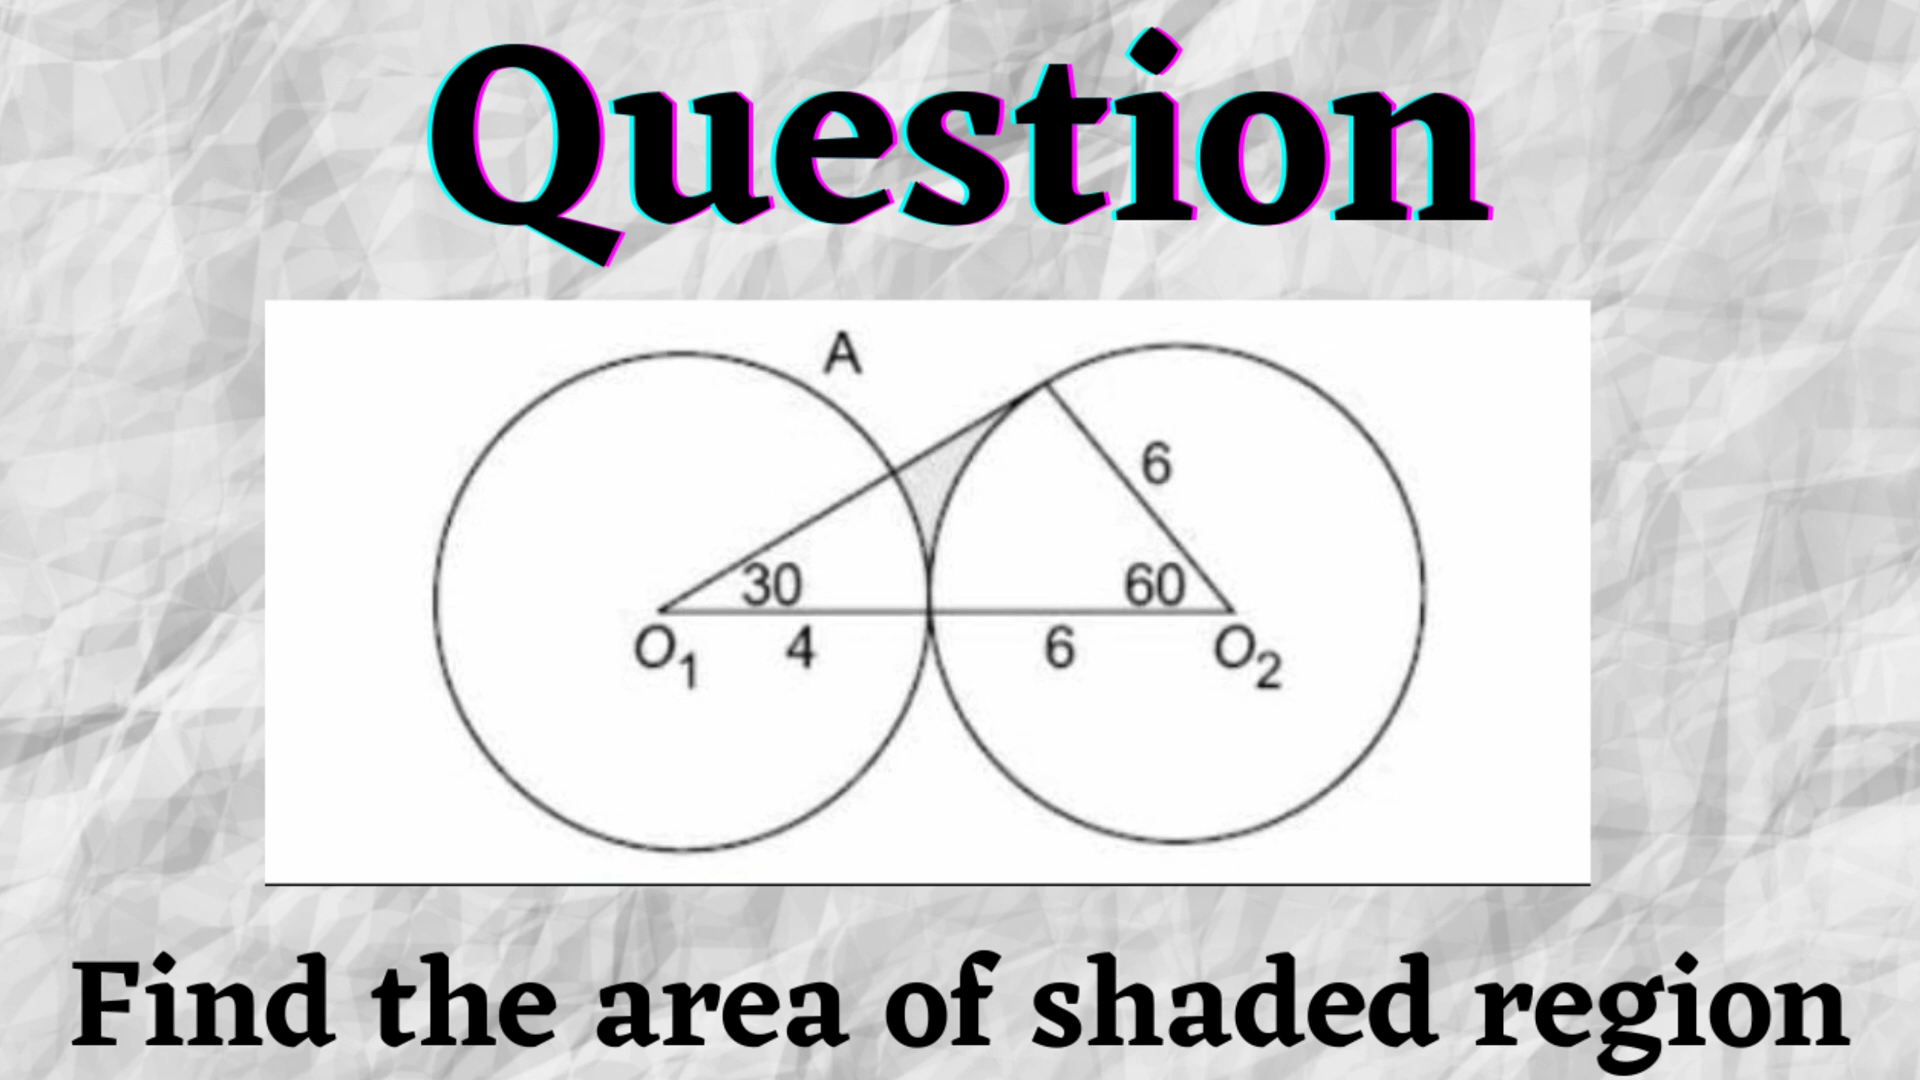 Question
A
6
30
60
O₁
4
6
O₂
Find the area of shaded region